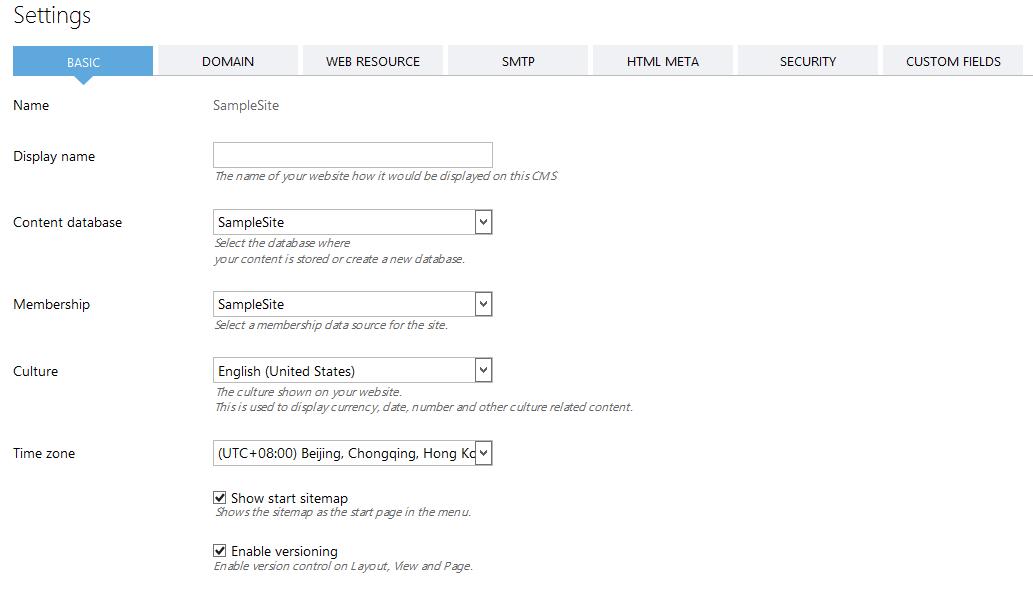 Settings
BASIC DOMAIN WEB RESOURCE SMTP HTML META SECURITY CUSTOM FIELDS
Name SampleSite
Display name
The name of your website how it would be displayed on this CMS
Content database SampleSite
Select the database where
your content is stored or create a new database.
Membership SampleSite
Select a membership data source for the site.
Culture English (United States)
The culture shown on your website.
This is used to display currency, date, number and other culture related content.
Time zone (UTC+08:00) Beijing, Chongqing, Hong Kc
Show start sitemap
Shows the sitemap as the start page in the menu.
Enable versioning
Enable version control on Layout, View and Page.